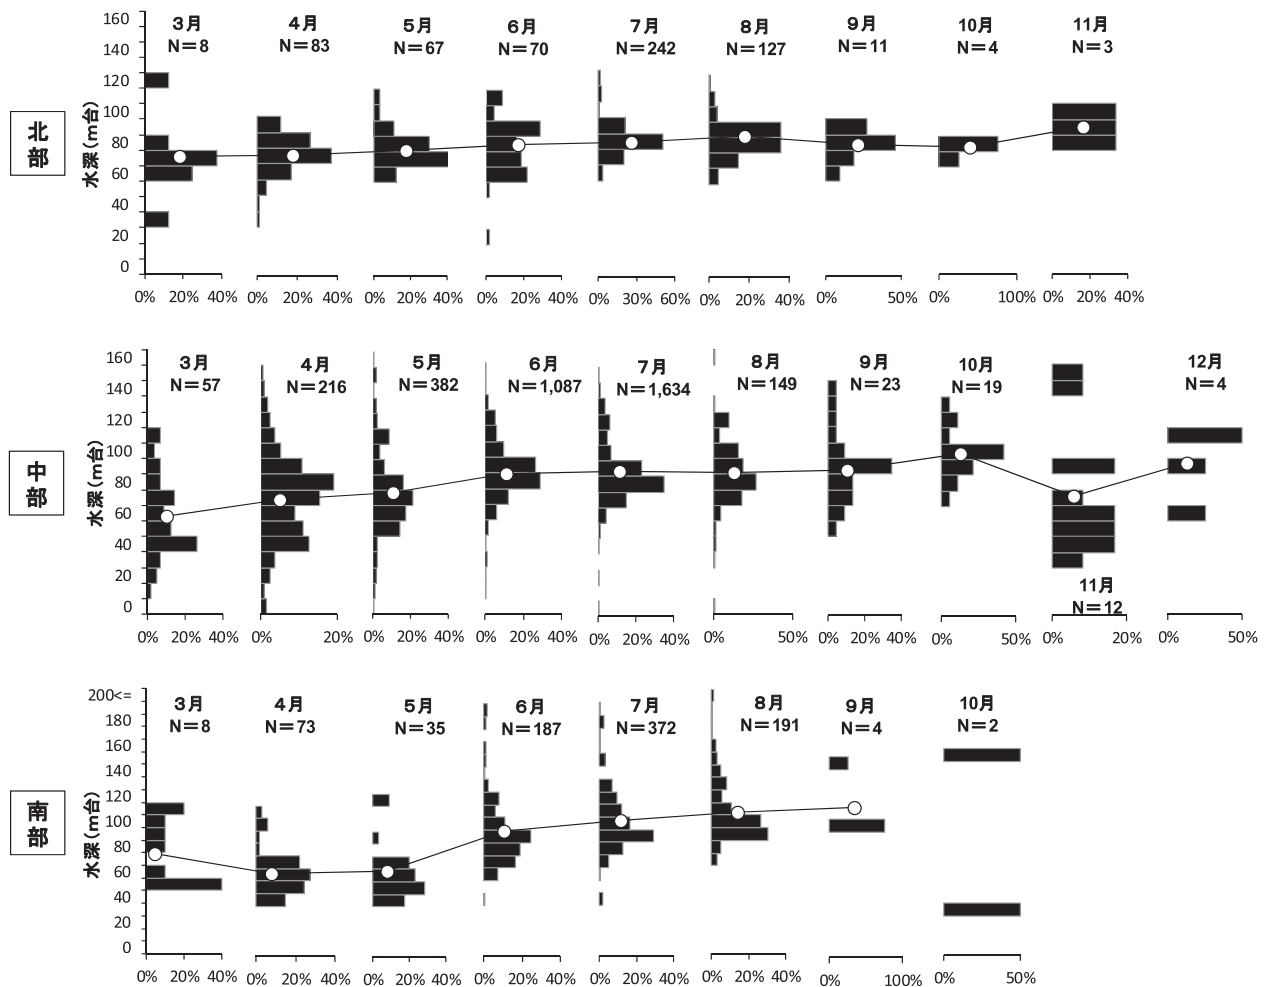 北部
水深(m台)
160
140
120
100
80
60
40
20
0
3月
N=8
4月
N=83
5月
N=67
6月
N=70
7月
N=242
8月
N=127
9月
N=11
10月
N=4
11月
N=3
0% 20% 40%
0% 20% 40%
0% 20% 40%
0% 20% 40%
0% 30% 60%
0% 20% 40%
0% 50%
0% 100%
0% 20% 40%
中部
水深(m台)
160
140
120
100
80
60
40
20
0
3月
N=57
4月
N=216
5月
N=382
6月
N=1,087
7月
N=1,634
8月
N=149
9月
N=23
10月
N=19
11月
N=12
12月
N=4
0% 20% 40%
0% 20%
0% 20% 40%
0% 20% 40%
0% 20% 40%
0% 50%
0% 20% 40%
0% 50%
0% 20%
0% 50%
南部
水深(m台)
200<=
180
160
140
120
100
80
60
40
20
0
3月
N=8
4月
N=73
5月
N=35
6月
N=187
7月
N=372
8月
N=191
9月
N=4
10月
N=2
0% 20% 40%
0% 20% 40%
0% 20% 40%
0% 20% 40%
0% 20% 40%
0% 20% 40%
0% 100%
0% 50%